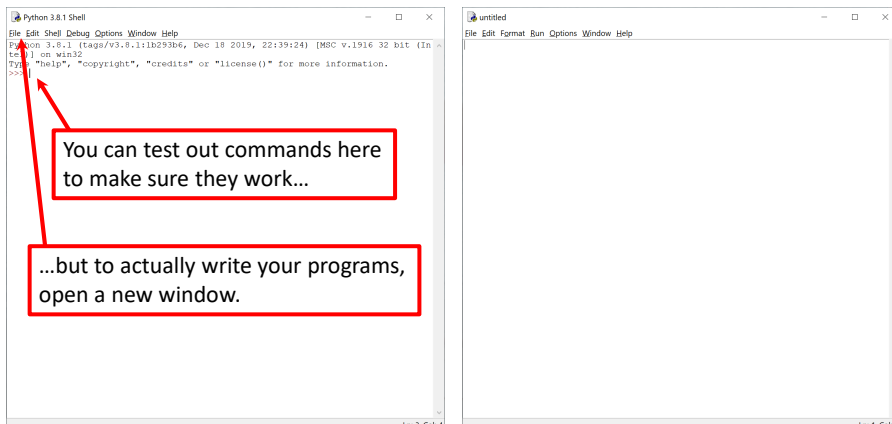 Python 3.8.1 Shell
File Edit Shell Debug Options Window Help
Python 3.8.1 (tags/v3.8.1:1b293b6, Dec 18 2019, 22:39:24) [MSC v.1916 32 bit (In
tel)] on win32
Type "help", "copyright", "credits" or "license()" for more information.
>>>
You can test out commands here
to make sure they work…
…but to actually write your programs,
open a new window.
untitled
File Edit Format Run Options Window Help